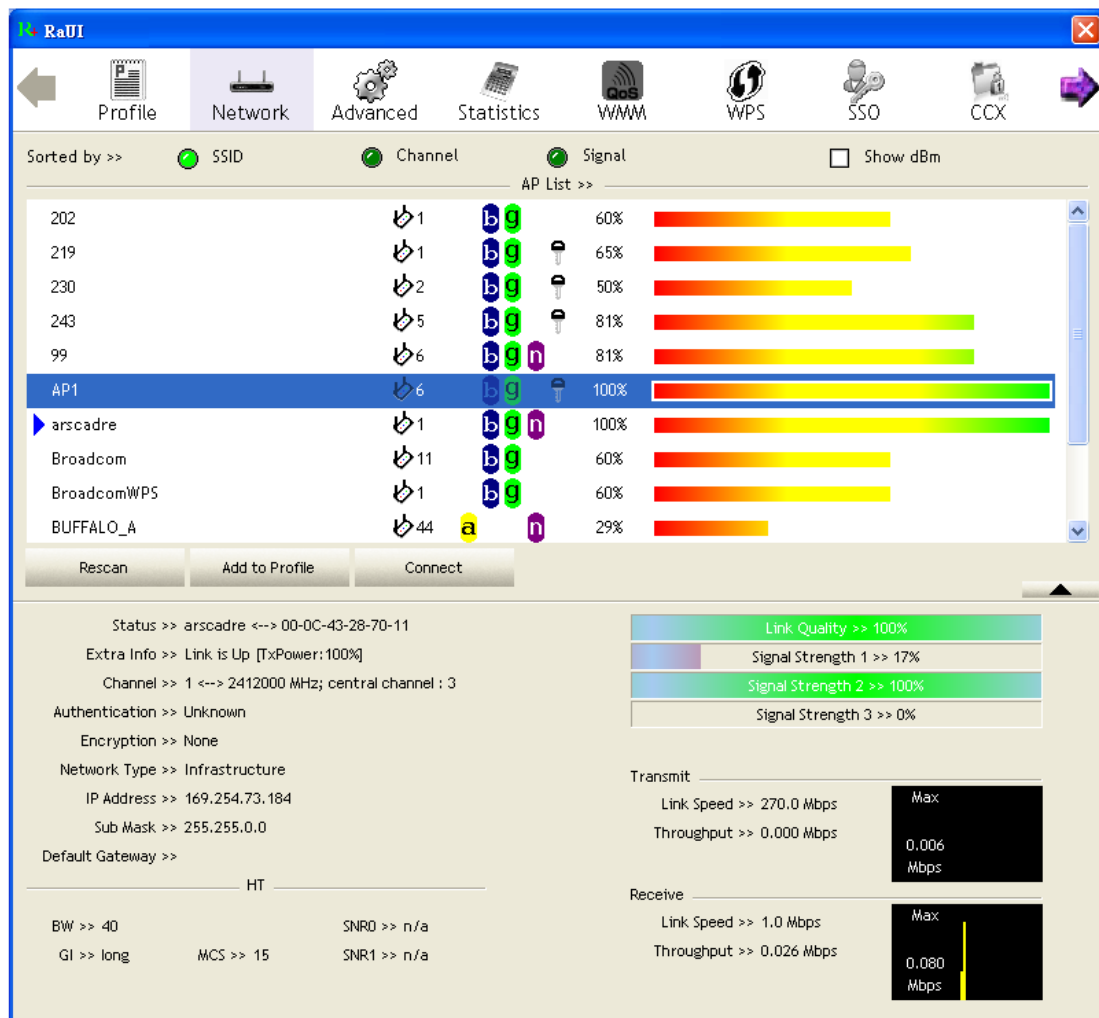 RaUI
Profile Network Advanced Statistics QoS WMM WPS SSO CCX
Sorted by >> SSID Channel Signal Show dBm
AP List >>
202 1 b g 60%
219 1 b g 65%
230 2 b g 50%
243 5 b g 81%
99 6 b g n 81%
AP1 6 b g 100%
arscadre 1 b g n 100%
Broadcom 11 b g 60%
BroadcomWPS 1 b g 60%
BUFFALO_A 44 a n 29%
Rescan Add to Profile Connect
Status >> arscadre <--> 00-0C-43-28-70-11
Extra Info >> Link is Up [TxPower:100%]
Channel >> 1 <--> 2412000 MHz; central channel : 3
Authentication >> Unknown
Encryption >> None
Network Type >> Infrastructure
IP Address >> 169.254.73.184
Sub Mask >> 255.255.0.0
Default Gateway >>
HT
BW >> 40 SNR0 >> n/a
GI >> long MCS >> 15 SNR1 >> n/a
Link Quality >> 100%
Signal Strength 1 >> 17%
Signal Strength 2 >> 100%
Signal Strength 3 >> 0%
Transmit
Link Speed >> 270.0 Mbps
Throughput >> 0.000 Mbps
Max
0.006
Mbps
Receive
Link Speed >> 1.0 Mbps
Throughput >> 0.026 Mbps
Max
0.080
Mbps